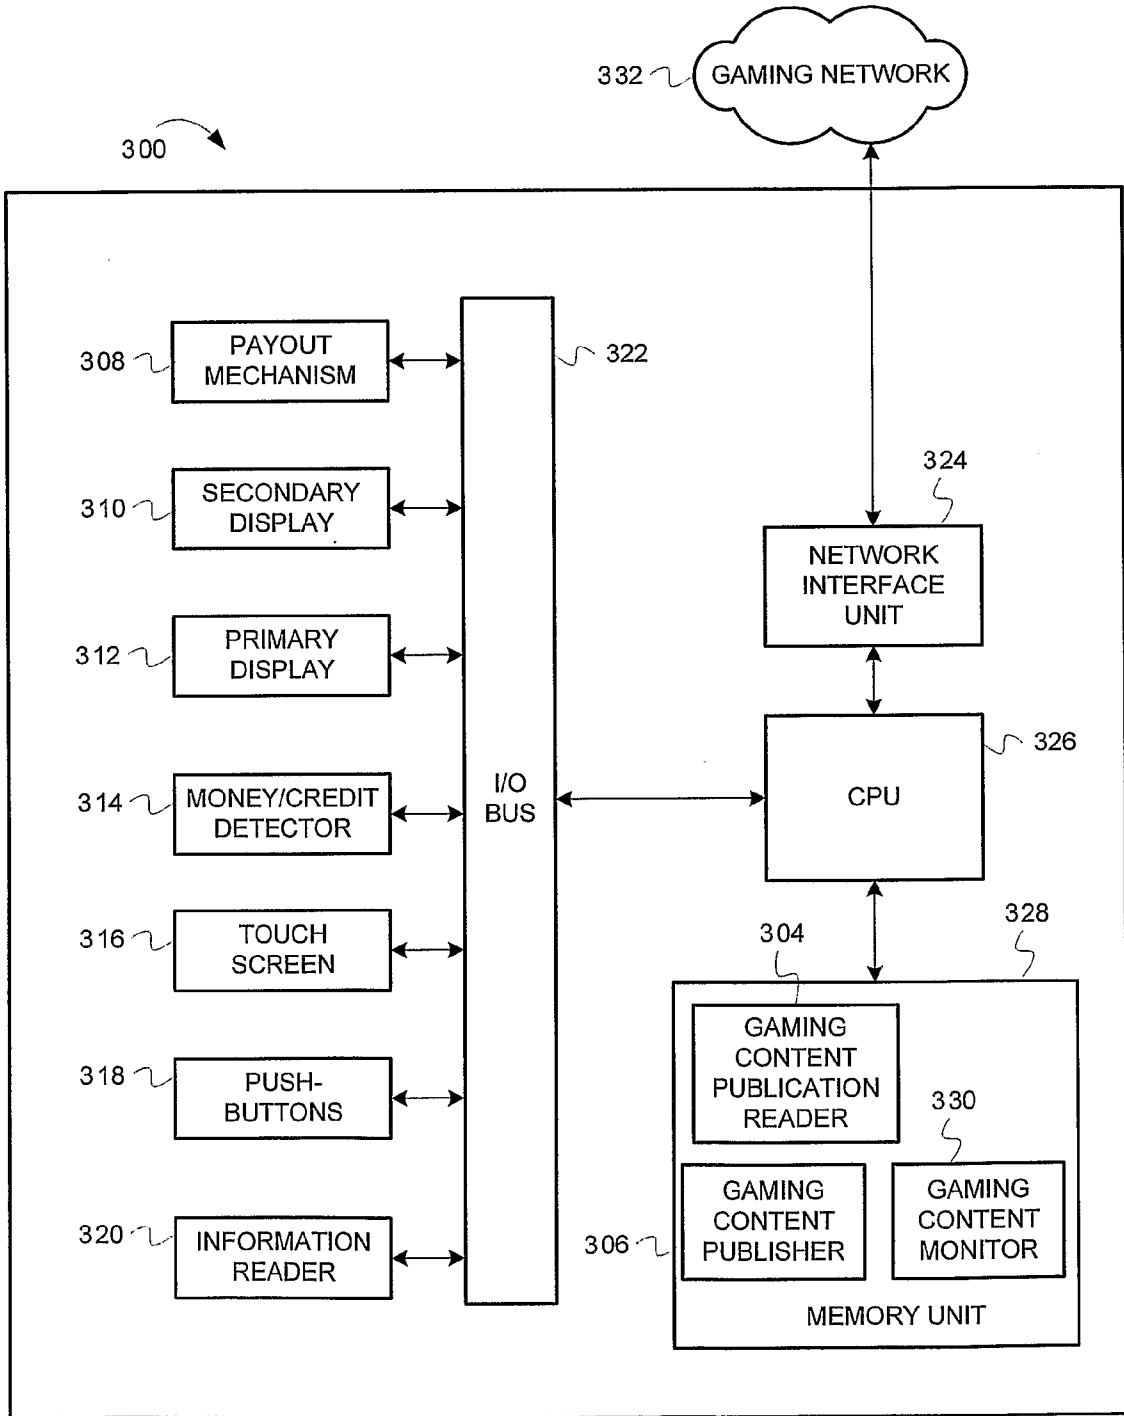 332
GAMING NETWORK
300
308
PAYOUT
MECHANISM
322
310
SECONDARY
DISPLAY
324
NETWORK
INTERFACE
UNIT
312
PRIMARY
DISPLAY
326
CPU
314
MONEY/CREDIT
DETECTOR
I/O
BUS
316
TOUCH
SCREEN
304
328
GAMING
CONTENT
PUBLICATION
READER
318
PUSH-
BUTTONS
330
306
GAMING
CONTENT
PUBLISHER
GAMING
CONTENT
MONITOR
320
INFORMATION
READER
MEMORY UNIT